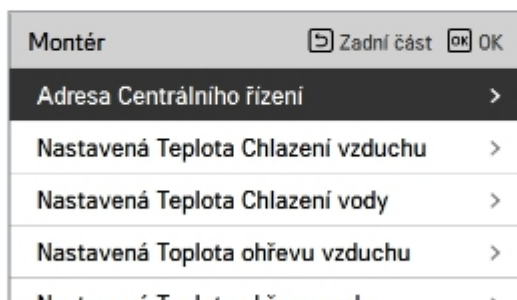 Montér Zadní část OK OK
Adresa Centrálního řízení
Nastavená Teplota Chlazení vzduchu
Nastavená Teplota Chlazení vody
Nastavená Toplota ohřevu vzduchu